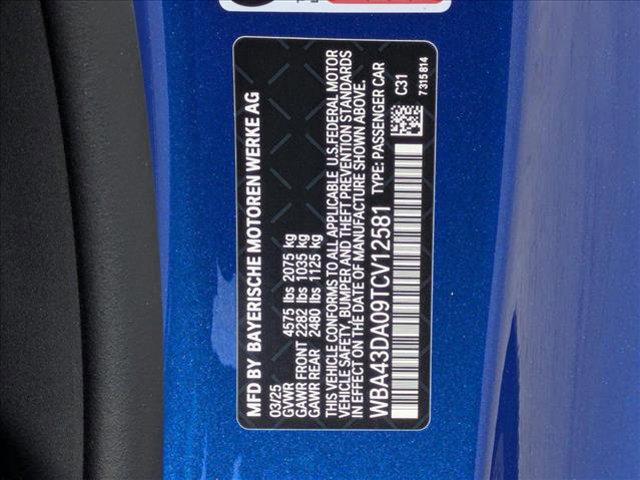 MFD BY BAYERISCHE MOTOREN WERKE AG
03/25
GVWR 4575 lbs 2075 kg
GAWR FRONT 2282 lbs 1035 kg
GAWR REAR 2480 lbs 1125 kg
THIS VEHICLE CONFORMS TO ALL APPLICABLE U.S. FEDERAL MOTOR
VEHICLE SAFETY, BUMPER AND THEFT PREVENTION STANDARDS
IN EFFECT ON THE DATE OF MANUFACTURE SHOWN ABOVE.
WBA43DA09TCV12581 TYPE: PASSENGER CAR
C31
7 315 814